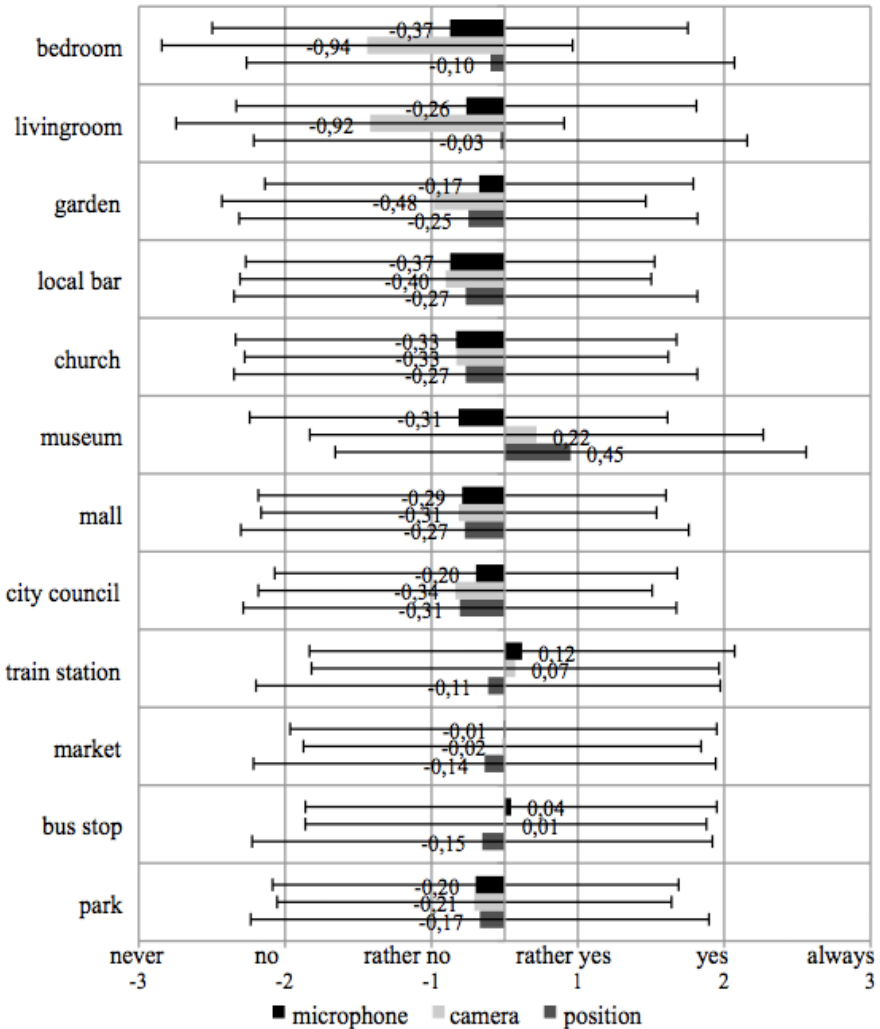 bedroom
-0,37
-0,94
-0,10
livingroom
-0,26
-0,92
-0,03
garden
-0,17
-0,48
-0,25
local bar
-0,37
-0,40
-0,27
church
-0,33
-0,33
-0,27
museum
-0,31
0,22
0,45
mall
-0,29
-0,31
-0,27
city council
-0,20
-0,34
-0,31
train station
0,12
0,07
-0,11
market
-0,01
-0,02
-0,14
bus stop
0,04
0,01
-0,15
park
-0,20
-0,21
-0,17
never no rather no rather yes yes always
-3 -2 -1 1 2 3
microphone camera position